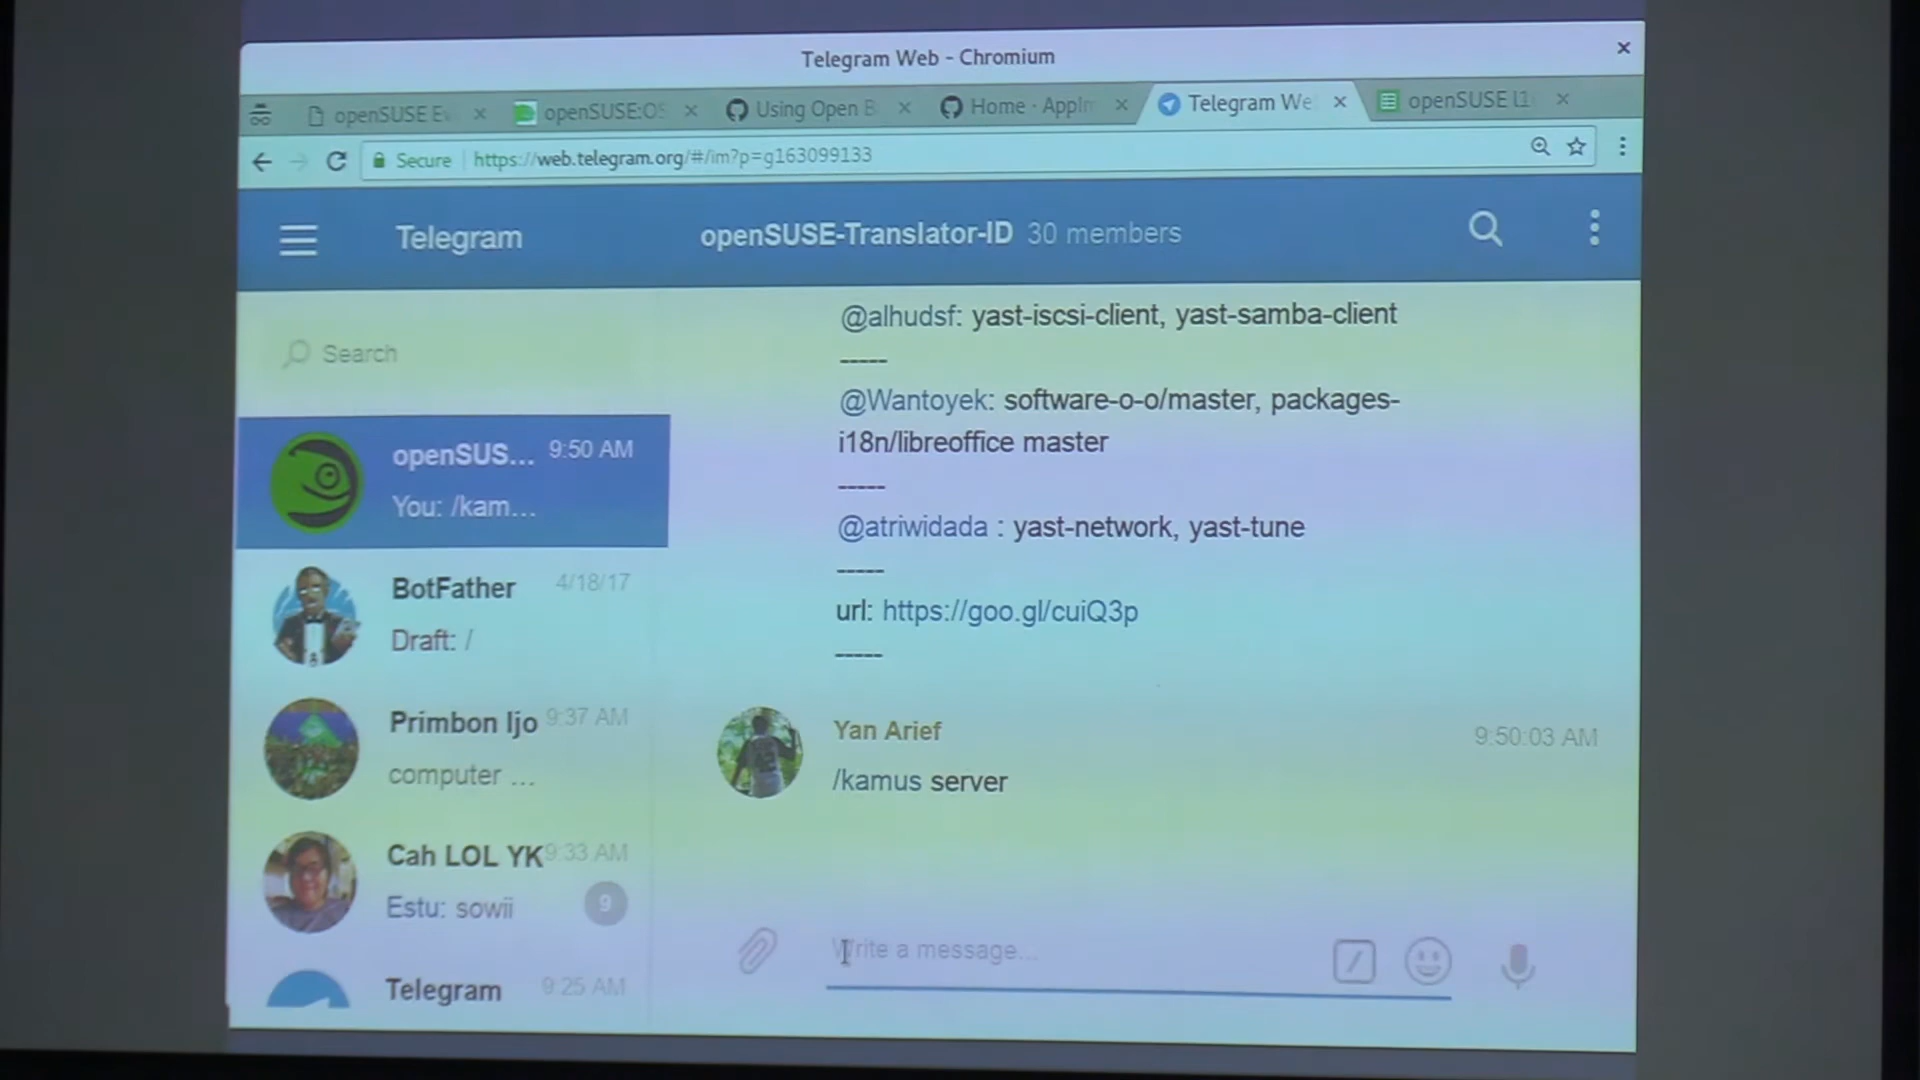 Telegram Web - Chromium
openSUSE Ev
openSUSE:OS
Using Open B
Home · AppIm
Telegram We
openSUSE l1
Secure
https://web.telegram.org/#/im?p=g163099133
Telegram
openSUSE-Translator-ID 30 members
Search
@alhudsf: yast-iscsi-client, yast-samba-client
-----
@Wantoyek: software-o-o/master, packages-
i18n/libreoffice master
-----
@atriwidada : yast-network, yast-tune
-----
url: https://goo.gl/cuiQ3p
-----
openSUS... 9:50 AM
You: /kam...
BotFather 4/18/17
Draft: /
Primbon Ijo 9:37 AM
computer ...
Cah LOL YK 9:33 AM
Estu: sowii 9
Telegram 9:25 AM
Yan Arief 9:50:03 AM
/kamus server
Write a message...